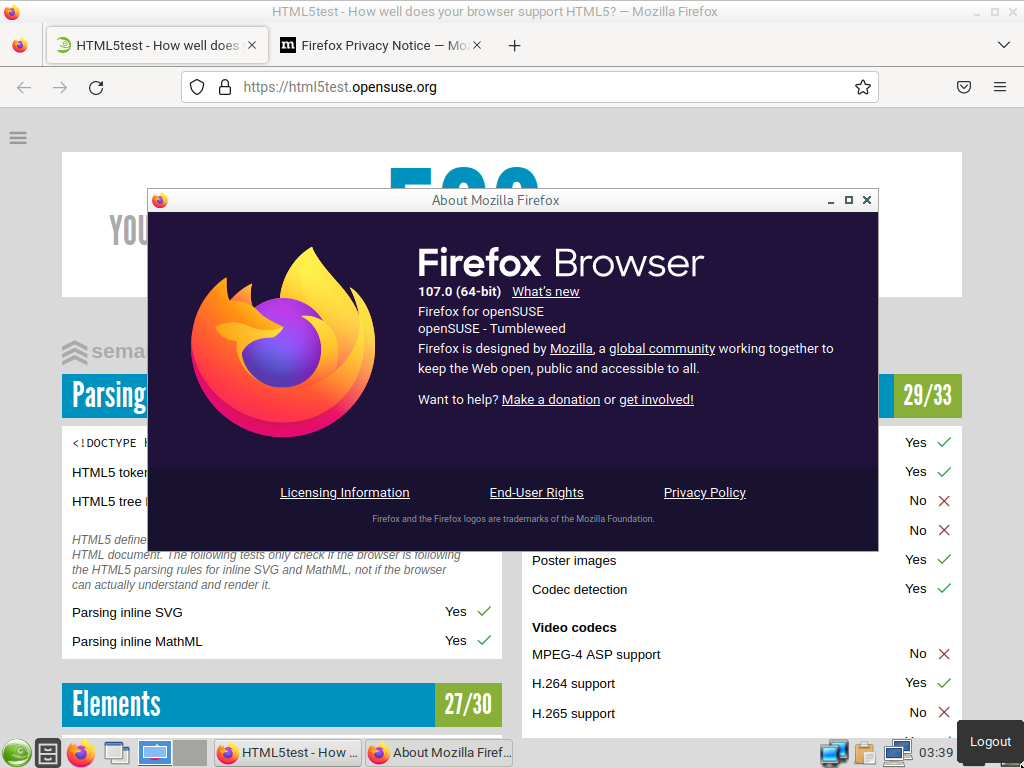 HTML5test - How well does your browser support HTML5? — Mozilla Firefox
HTML5test - How well does
Firefox Privacy Notice — Moz
https://html5test.opensuse.org
YOU
About Mozilla Firefox
Firefox Browser
107.0 (64-bit) What's new
Firefox for openSUSE
openSUSE - Tumbleweed
Firefox is designed by Mozilla, a global community working together to
keep the Web open, public and accessible to all.
Want to help? Make a donation or get involved!
Licensing Information End-User Rights Privacy Policy
Firefox and the Firefox logos are trademarks of the Mozilla Foundation.
sema
Parsing
29/33
<!DOCTYPE
HTML5 token
HTML5 tree
HTML5 define
HTML document. The following tests only check if the browser is following
the HTML5 parsing rules for inline SVG and MathML, not if the browser
can actually understand and render it.
Parsing inline SVG Yes
Parsing inline MathML Yes
Elements 27/30
Yes
Yes
No
No
Poster images Yes
Codec detection Yes
Video codecs
MPEG-4 ASP support No
H.264 support Yes
H.265 support No
HTML5test - How ...
About Mozilla Firef...
03:39
Logout